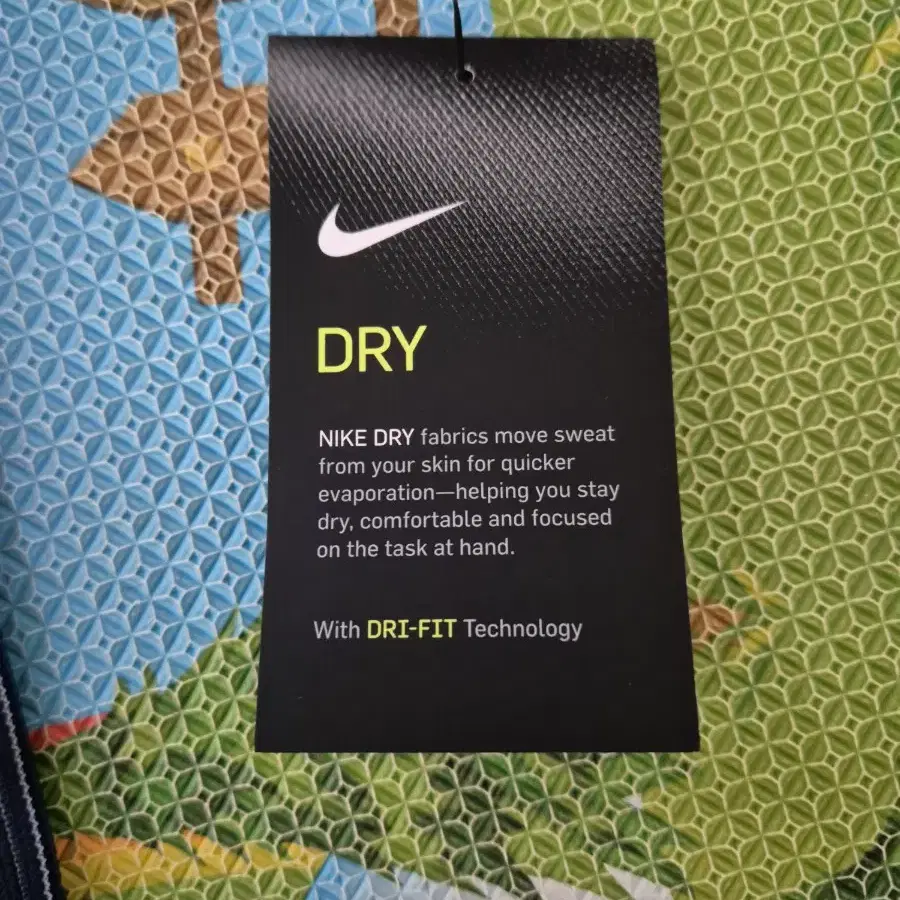 DRY
NIKE DRY fabrics move sweat
from your skin for quicker
evaporation—helping you stay
dry, comfortable and focused
on the task at hand.
With DRI-FIT Technology